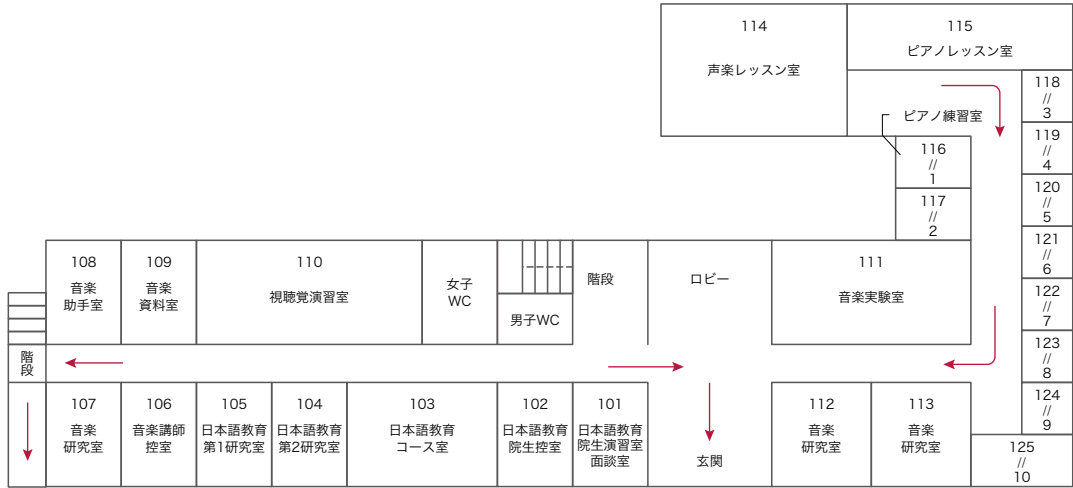 114
声楽レッスン室
115
ピアノレッスン室
118
//
3
ピアノ練習室
119
//
4
116
//
1
120
//
5
117
//
2
121
//
6
108
音楽
助手室
109
音楽
資料室
110
視聴覚演習室
女子
WC
男子WC
階段
ロビー
111
音楽実験室
122
//
7
123
//
8
階段
124
//
9
107
音楽
研究室
106
音楽講師
控室
105
日本語教育
第1研究室
104
日本語教育
第2研究室
103
日本語教育
コース室
102
日本語教育
院生控室
101
日本語教育
院生演習室
面談室
玄関
112
音楽
研究室
113
音楽
研究室
125
//
10